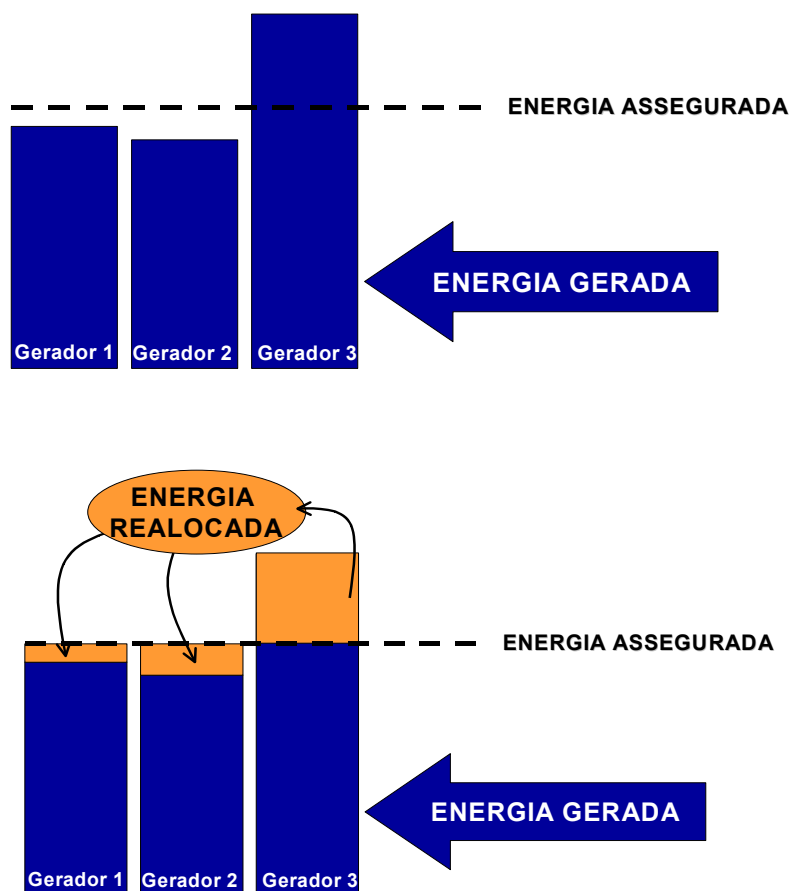 ENERGIA ASSEGURADA
ENERGIA GERADA
Gerador 1
Gerador 2
Gerador 3
ENERGIA
REALOCADA
ENERGIA ASSEGURADA
ENERGIA GERADA
Gerador 1
Gerador 2
Gerador 3